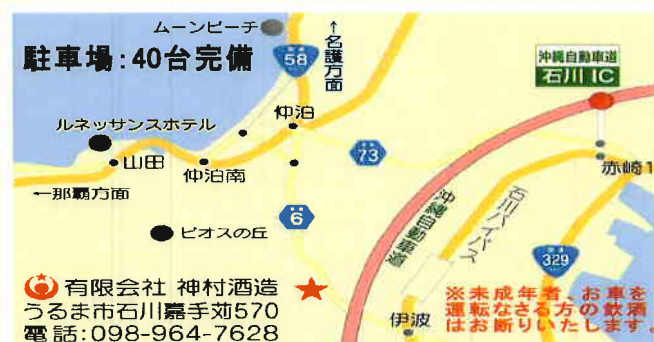 ムーンビーチ
駐車場:40台完備
国道
58
↑名護方面
沖縄自動車道
石川 IC
ルネッサンスホテル
仲泊
山田
仲泊南
73
赤崎1
←那覇方面
6
ビオスの丘
沖縄自動車道
石川バイパス
国道
329
有限会社 神村酒造
うるま市石川嘉手苅570
電話:098-964-7628
伊波
※未成年者、お車を
運転なさる方の飲酒
はお断りいたします。